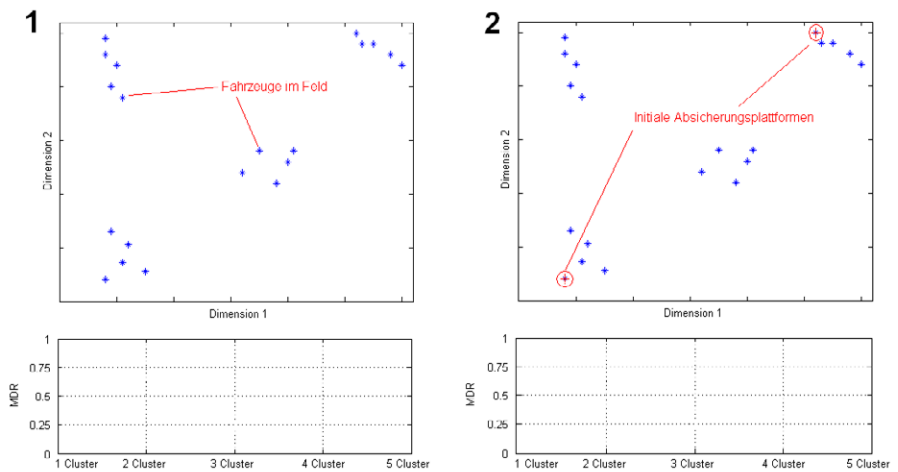 1
Fahrzeuge im Feld
Dimension 2
Dimension 1
1
0.75
0.5
0.25
0
MDR
1 Cluster 2 Cluster 3 Cluster 4 Cluster 5 Cluster
2
Initiale Absicherungsplattformen
Dimension 2
Dimension 1
1
0.75
0.5
0.25
0
MDR
1 Cluster 2 Cluster 3 Cluster 4 Cluster 5 Cluster